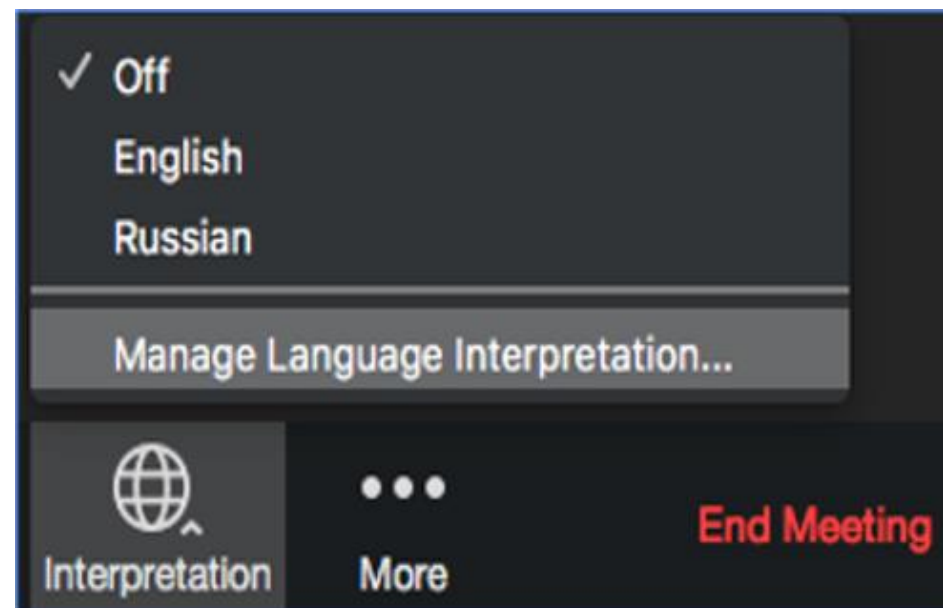 Off
English
Russian
Manage Language Interpretation...
Interpretation
More
End Meeting